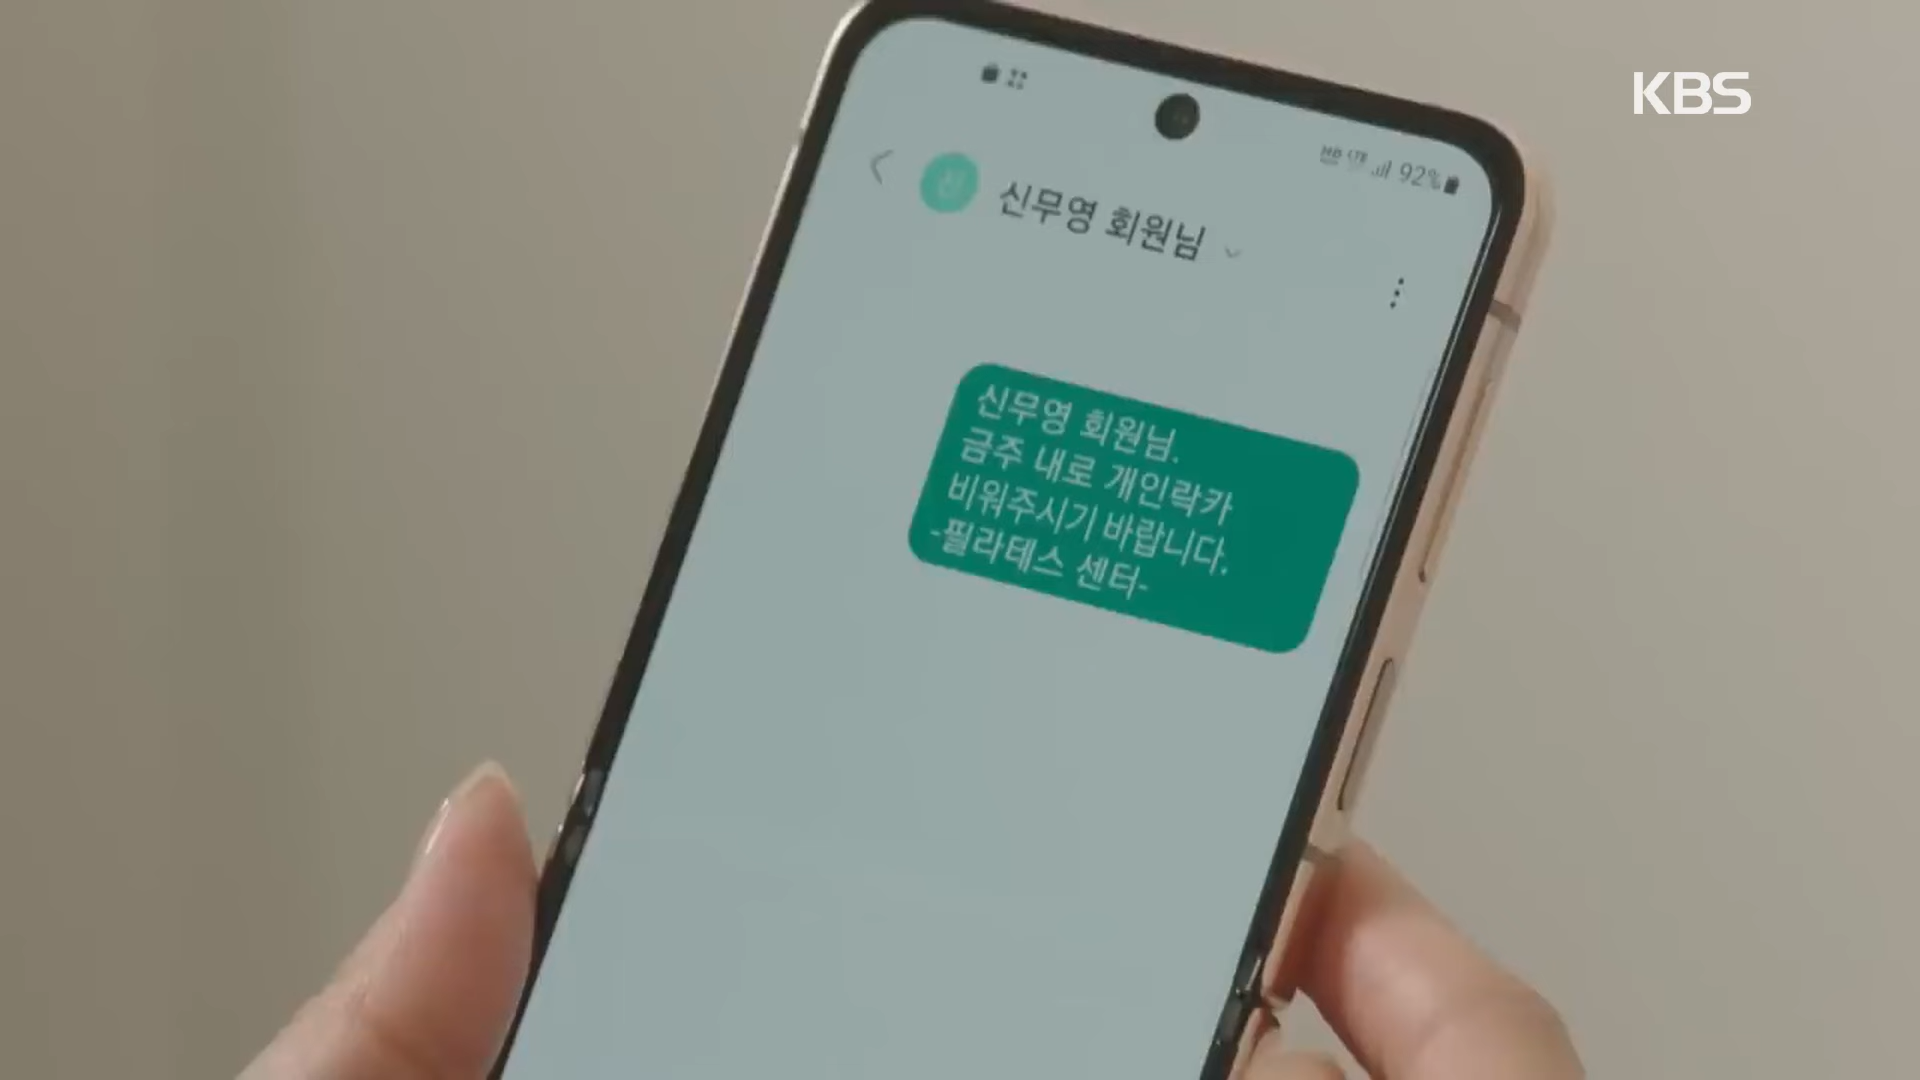 KBS
92%
신무영 회원님
신무영 회원님.
금주 내로 개인락카
비워주시기 바랍니다.
-필라테스 센터-